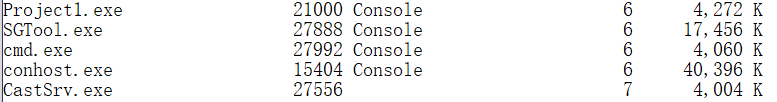 Project1.exe 21000 Console 6 4,272 K
SGTool.exe 27888 Console 6 17,456 K
cmd.exe 27992 Console 6 4,060 K
conhost.exe 15404 Console 6 40,396 K
CastSrv.exe 27556 7 4,004 K